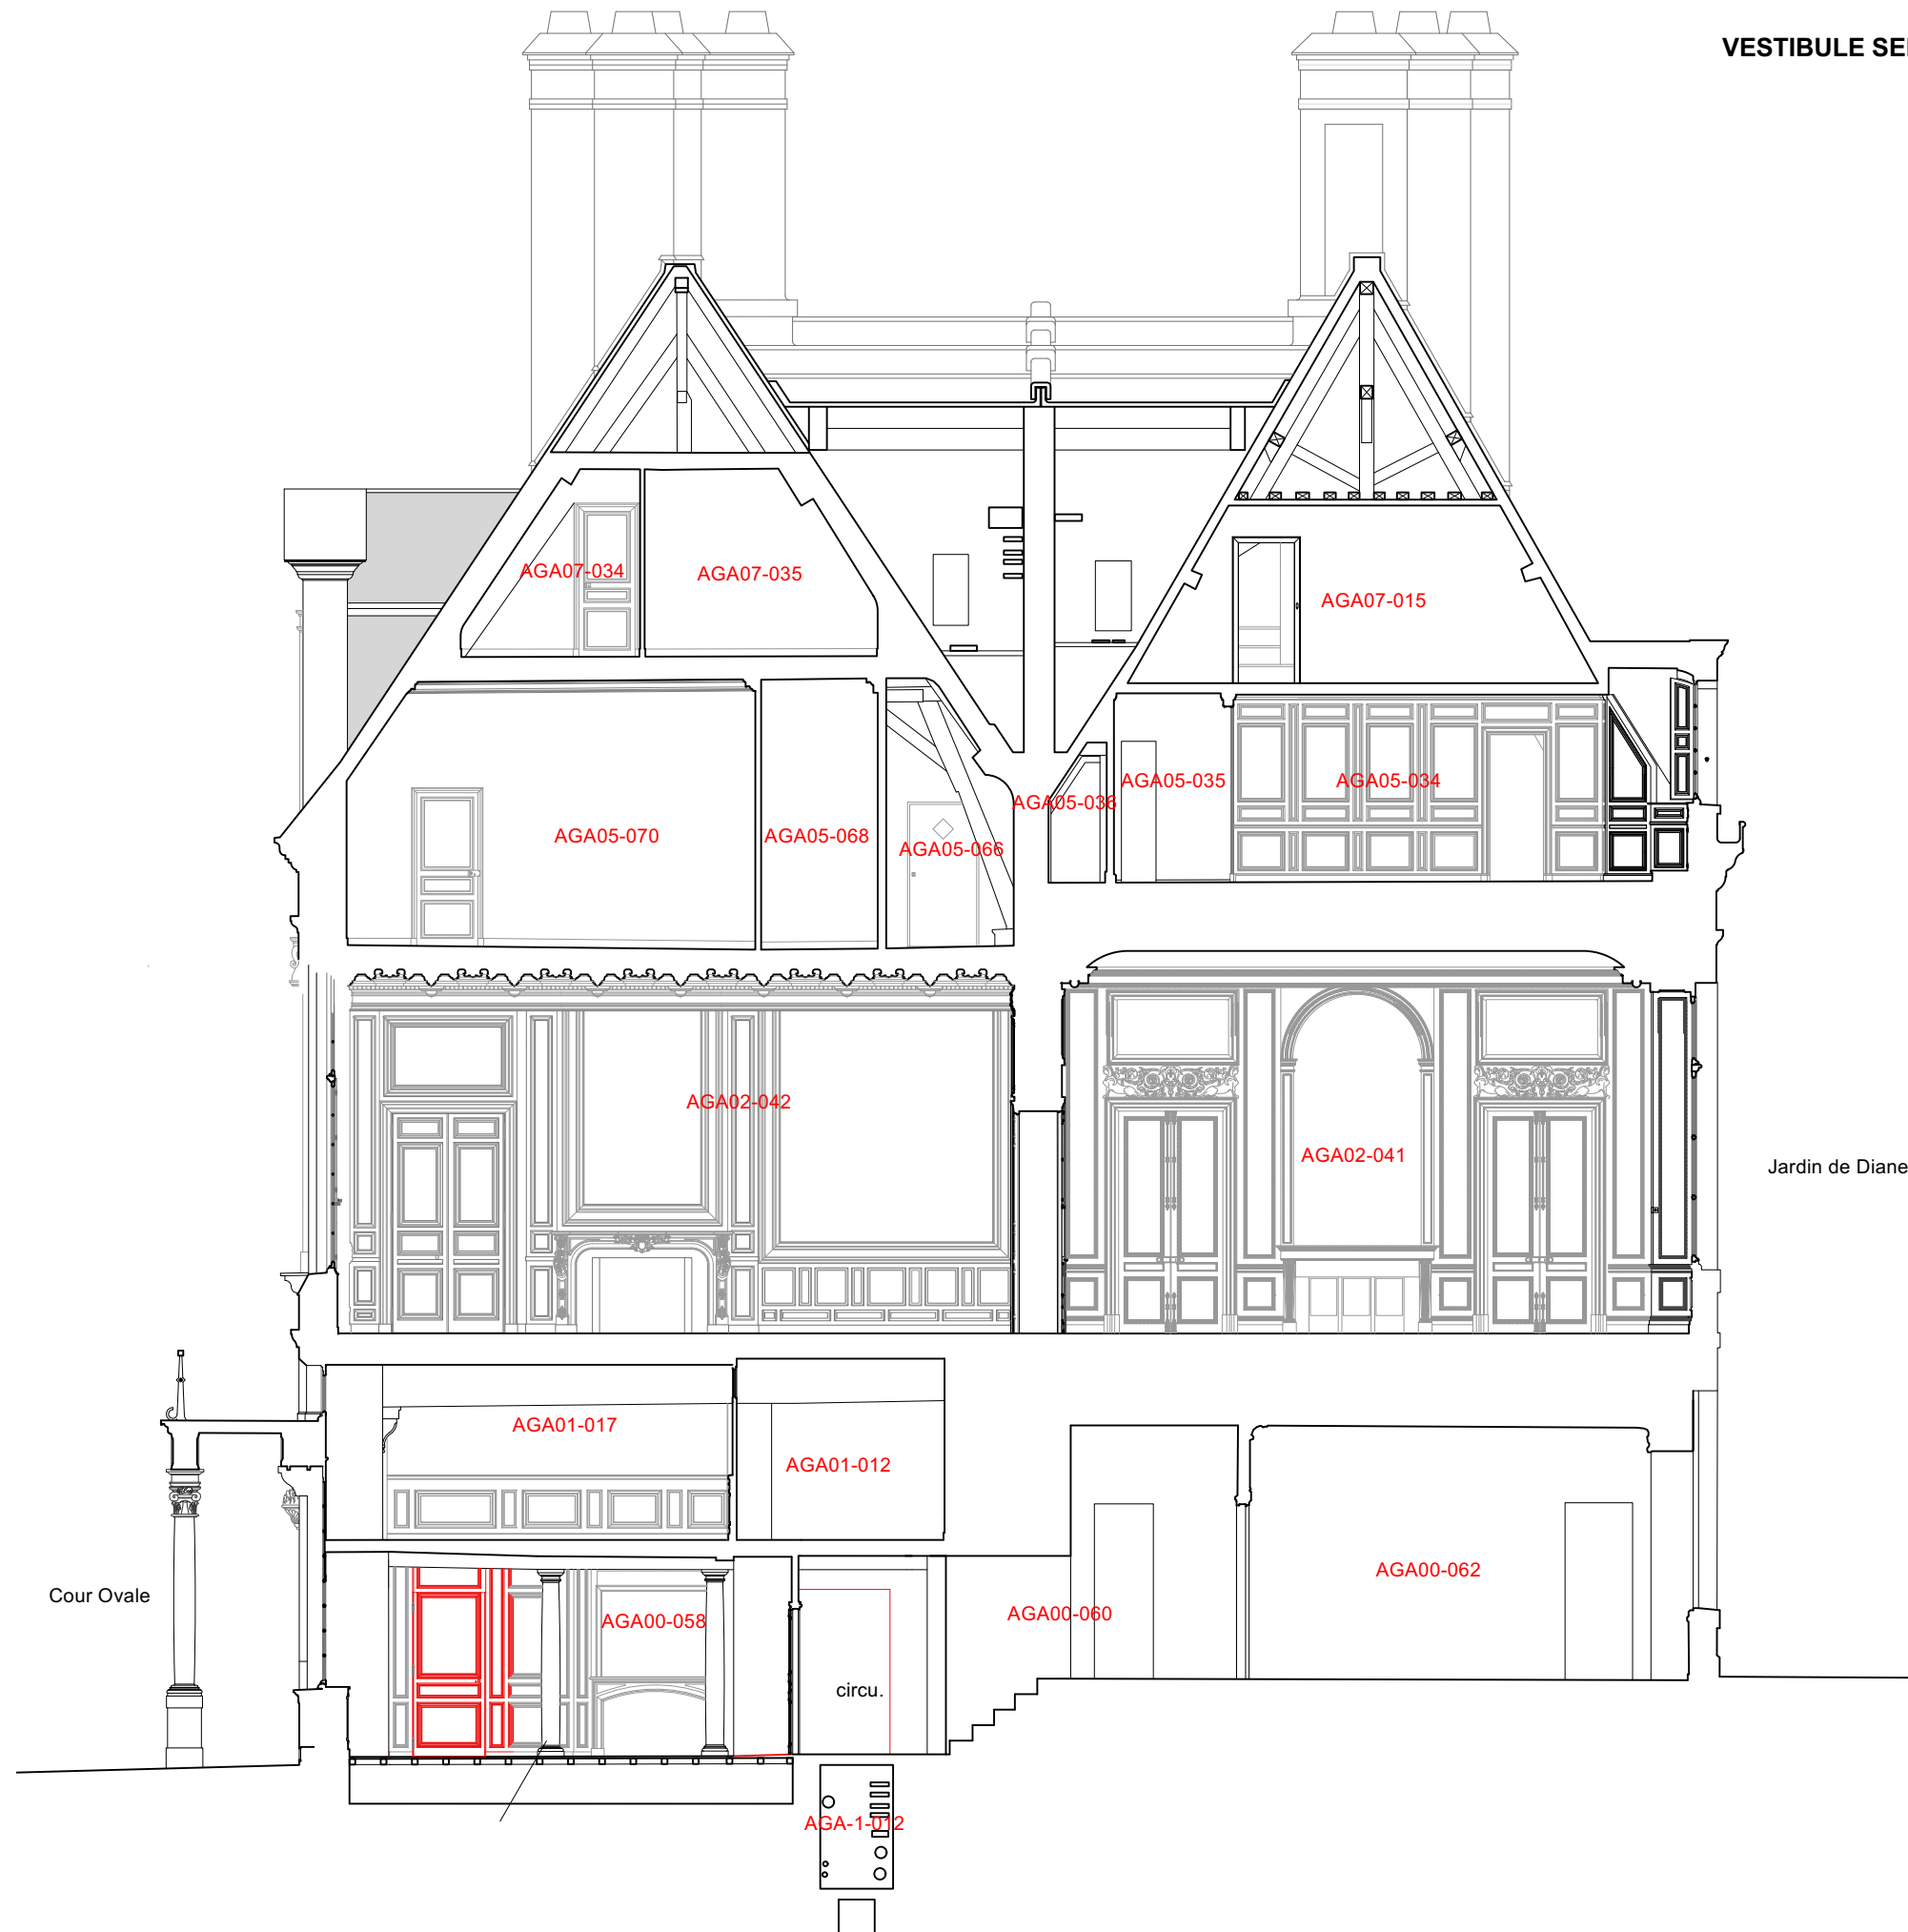 VESTIBULE SE
AGA07-034
AGA07-035
AGA07-015
AGA05-035
AGA05-034
AGA05-036
AGA05-070
AGA05-068
AGA05-066
AGA02-042
AGA02-041
Jardin de Diane
AGA01-017
AGA01-012
AGA00-062
Cour Ovale
AGA00-058
AGA00-060
circu.
AGA-1-012